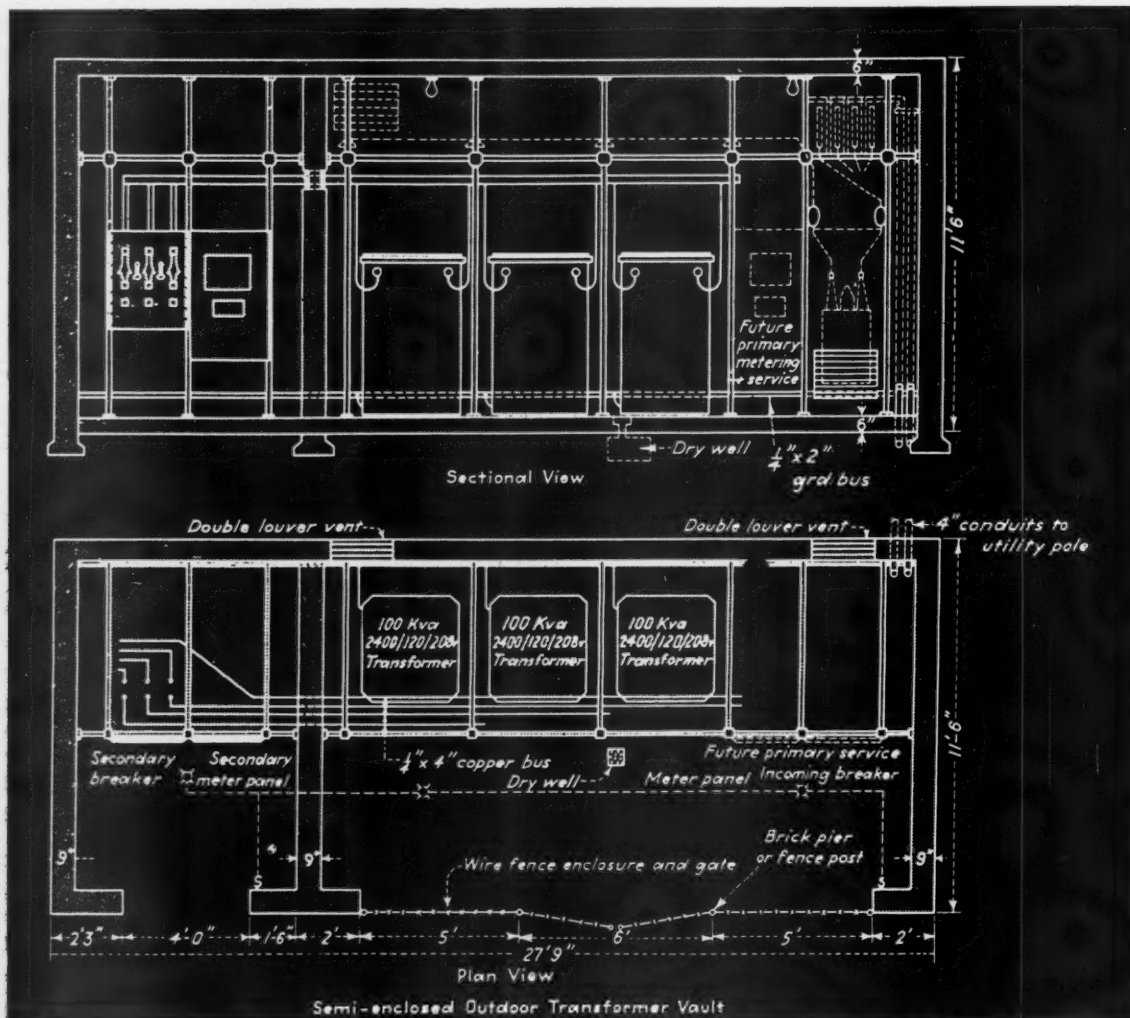 6"
11'6"
Future
primary
metering
+ service
6"
Dry well
1/4" x 2"
grd. bus
Sectional View
Double louver vent
Double louver vent
4" conduits to
utility pole
100 Kva
2400/120/208v
Transformer
100 Kva
2400/120/208v
Transformer
100 Kva
2400/120/208v
Transformer
11'-6"
Secondary
breaker
Secondary
meter panel
1/4" x 4" copper bus
Dry well
Future primary service
Meter panel
Incoming breaker
Brick pier
or fence post
9"
9"
9"
Wire fence enclosure and gate
S
S
2'3"
4'-0"
1'-6"
2'
5'
6'
5'
2'
27'9"
Plan View
Semi-enclosed Outdoor Transformer Vault